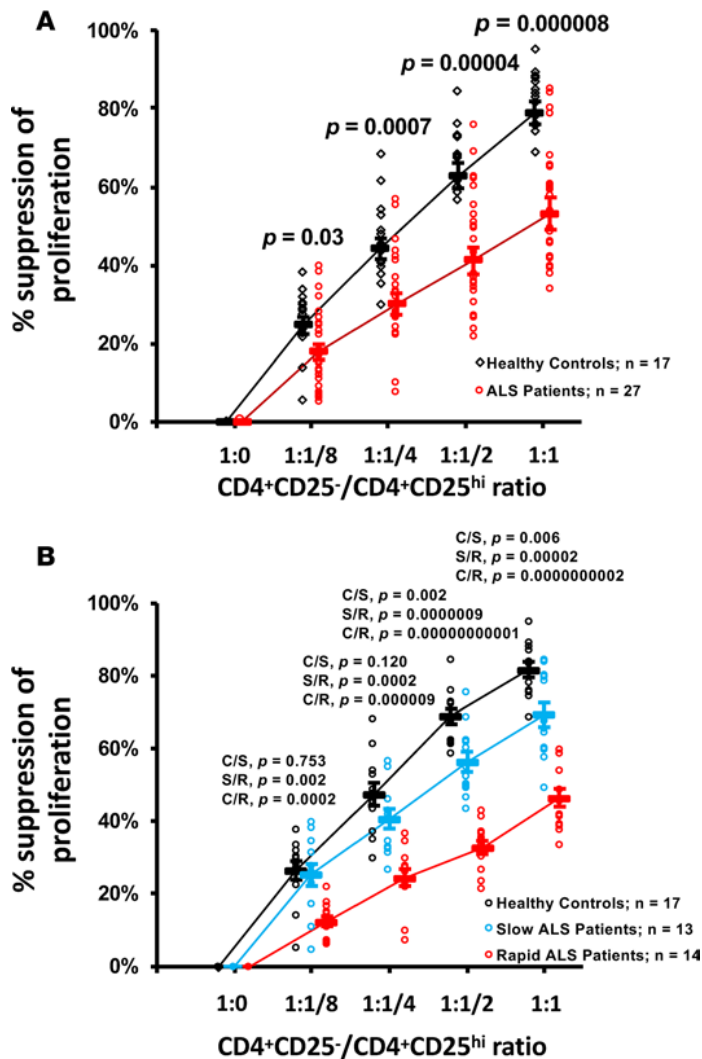 A
100%
80%
60%
40%
20%
0%
% suppression of
proliferation
p = 0.03
p = 0.0007
p = 0.00004
p = 0.000008
Healthy Controls; n = 17
ALS Patients; n = 27
1:0 1:1/8 1:1/4 1:1/2 1:1
CD4+CD25-/CD4+CD25hi ratio
B
100%
80%
60%
40%
20%
0%
% suppression of
proliferation
C/S, p = 0.753
S/R, p = 0.002
C/R, p = 0.0002
C/S, p = 0.120
S/R, p = 0.0002
C/R, p = 0.000009
C/S, p = 0.002
S/R, p = 0.0000009
C/R, p = 0.00000000001
C/S, p = 0.006
S/R, p = 0.00002
C/R, p = 0.0000000002
Healthy Controls; n = 17
Slow ALS Patients; n = 13
Rapid ALS Patients; n = 14
1:0 1:1/8 1:1/4 1:1/2 1:1
CD4+CD25-/CD4+CD25hi ratio